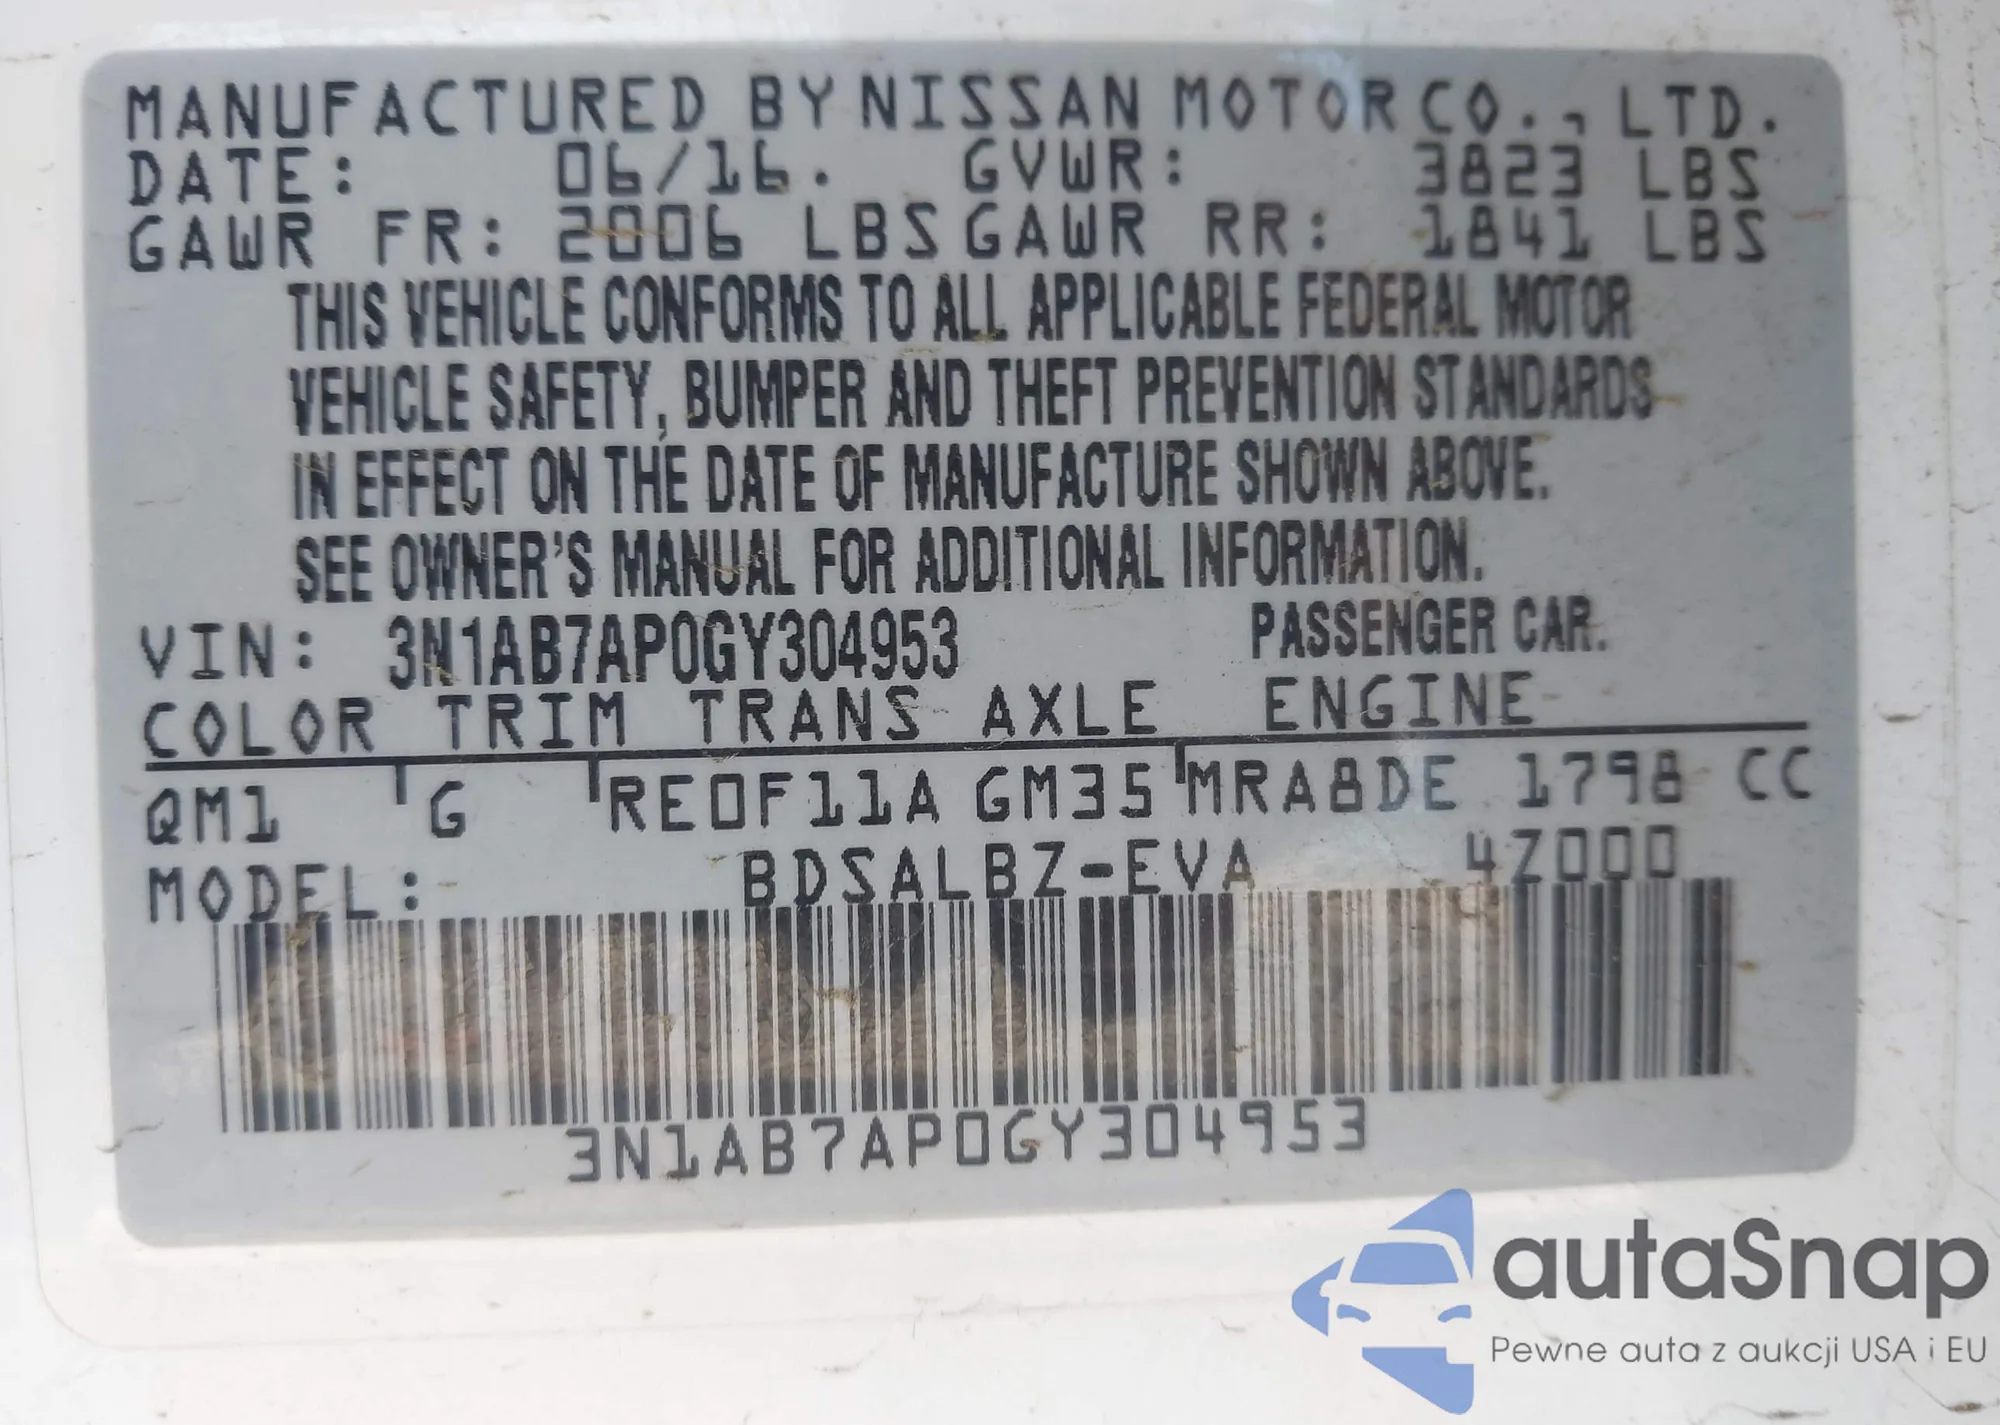 MANUFACTURED BY NISSAN MOTOR CO., LTD.
DATE: 06/16. GVWR: 3823 LBS
GAWR FR: 2006 LBS GAWR RR: 1841 LBS
THIS VEHICLE CONFORMS TO ALL APPLICABLE FEDERAL MOTOR
VEHICLE SAFETY, BUMPER AND THEFT PREVENTION STANDARDS
IN EFFECT ON THE DATE OF MANUFACTURE SHOWN ABOVE.
SEE OWNER'S MANUAL FOR ADDITIONAL INFORMATION.
VIN: 3N1AB7AP0GY304953 PASSENGER CAR.
COLOR TRIM TRANS AXLE ENGINE
QM1 G RE0F11A GM35 MRA8DE 1798 CC
MODEL: BDSALBZ-EVA 4Z000
3N1AB7AP0GY304953
autaSnap
Pewne auta z aukcji USA i EU